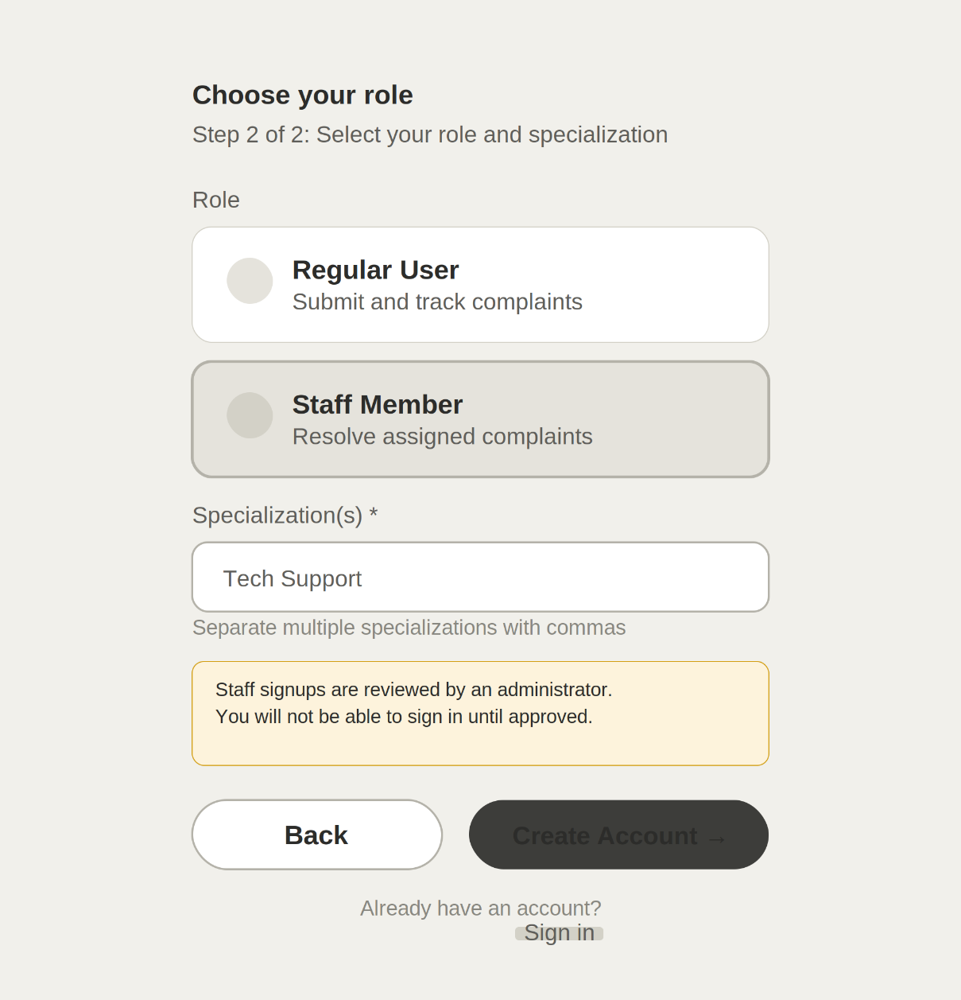 Choose your role
Step 2 of 2: Select your role and specialization
Role
Regular User
Submit and track complaints
Staff Member
Resolve assigned complaints
Specialization(s) *
Tech Support
Separate multiple specializations with commas
Staff signups are reviewed by an administrator.
You will not be able to sign in until approved.
Back
Create Account →
Already have an account?
Sign in